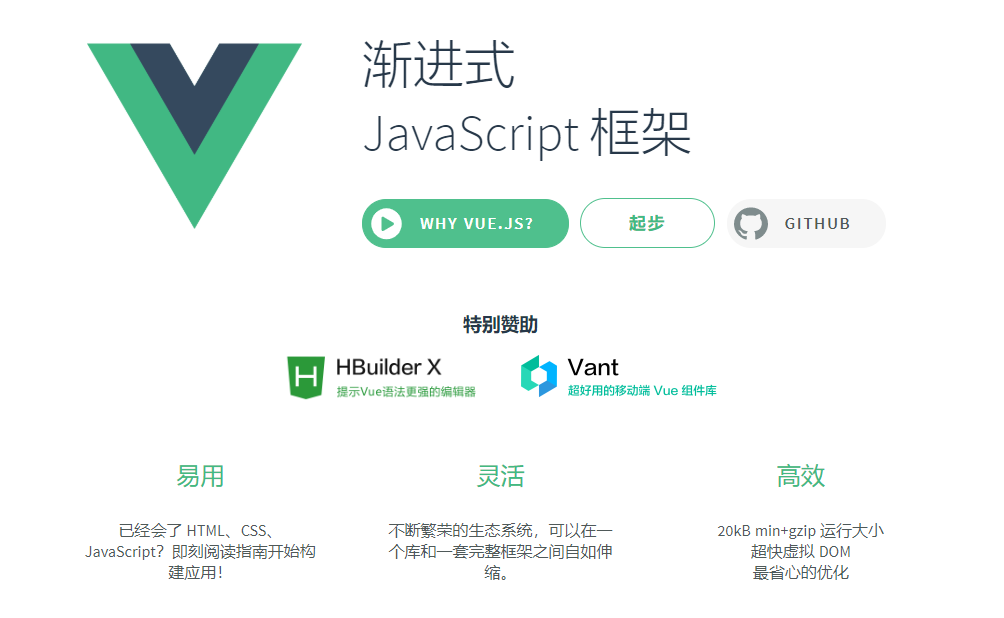 渐进式
JavaScript 框架
WHY VUE.JS?
起步
GITHUB
特别赞助
HBuilder X
提示Vue语法更强的编辑器
Vant
超好用的移动端 Vue 组件库
易用
已经会了 HTML、CSS、
JavaScript？即刻阅读指南开始构
建应用！
灵活
不断繁荣的生态系统，可以在一
个库和一套完整框架之间自如伸
缩。
高效
20kB min+gzip 运行大小
超快虚拟 DOM
最省心的优化